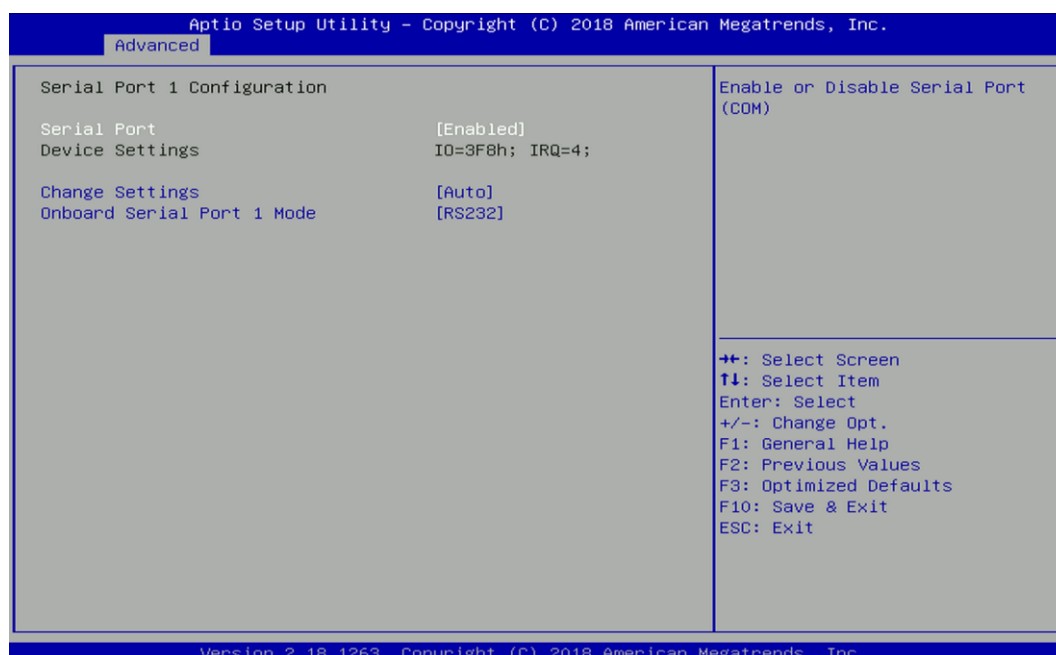 Aptio Setup Utility – Copyright (C) 2018 American Megatrends, Inc.
Advanced
Serial Port 1 Configuration
Serial Port [Enabled]
Device Settings IO=3F8h; IRQ=4;
Change Settings [Auto]
Onboard Serial Port 1 Mode [RS232]
Enable or Disable Serial Port
(COM)
→←: Select Screen
↑↓: Select Item
Enter: Select
+/-: Change Opt.
F1: General Help
F2: Previous Values
F3: Optimized Defaults
F10: Save & Exit
ESC: Exit
Version 2.18.1263. Copyright (C) 2018 American Megatrends, Inc.